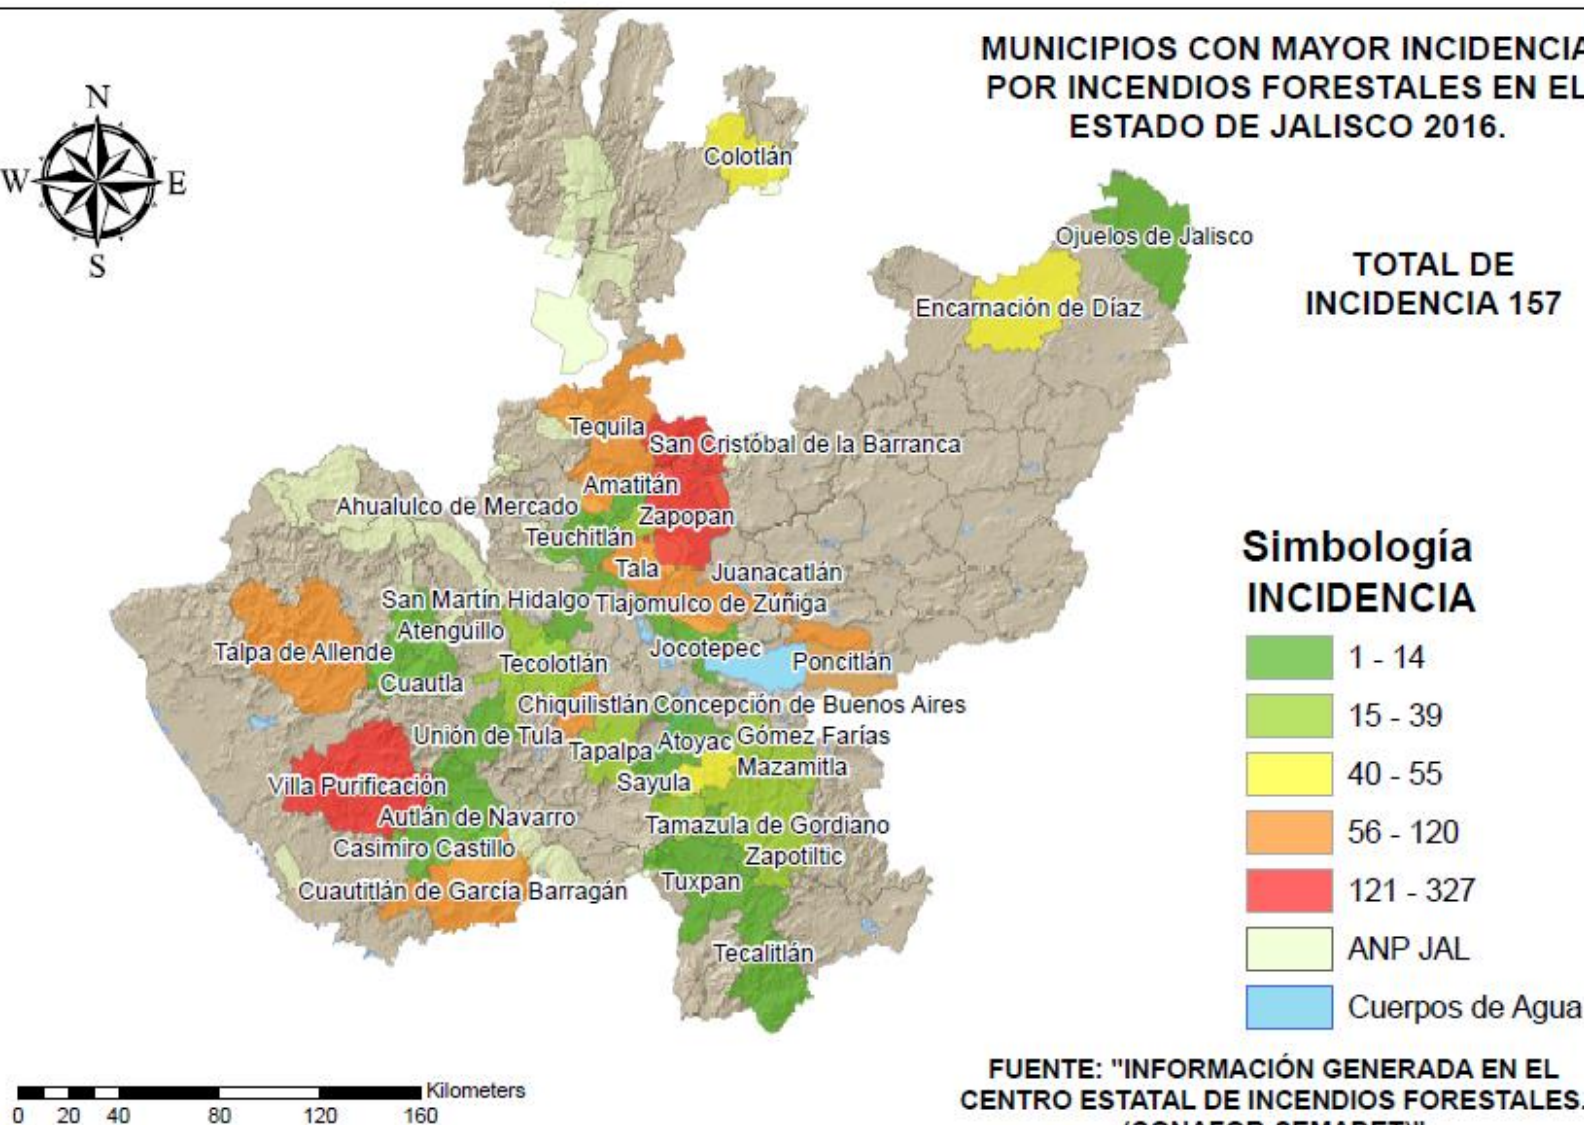 MUNICIPIOS CON MAYOR INCIDENCIA
POR INCENDIOS FORESTALES EN EL
ESTADO DE JALISCO 2016.
N
W
E
S
Colotlán
Ojuelos de Jalisco
TOTAL DE
INCIDENCIA 157
Encarnación de Díaz
Tequila
San Cristóbal de la Barranca
Amatitán
Ahualulco de Mercado
Zapopan
Teuchitlán
Tala
Juanacatlán
San Martín Hidalgo
Tlajomulco de Zúñiga
Atenguillo
Talpa de Allende
Tecolotlán
Jocotepec
Poncitlán
Cuautla
Chiquilistlán
Concepción de Buenos Aires
Unión de Tula
Tapalpa
Atoyac
Gómez Farías
Mazamitla
Villa Purificación
Sayula
Autlán de Navarro
Tamazula de Gordiano
Casimiro Castillo
Zapotiltic
Cuautitlán de García Barragán
Tuxpan
Tecalitlán
Simbología
INCIDENCIA
1 - 14
15 - 39
40 - 55
56 - 120
121 - 327
ANP JAL
Cuerpos de Agua
Kilometers
0 20 40 80 120 160
FUENTE: "INFORMACIÓN GENERADA EN EL
CENTRO ESTATAL DE INCENDIOS FORESTALES.